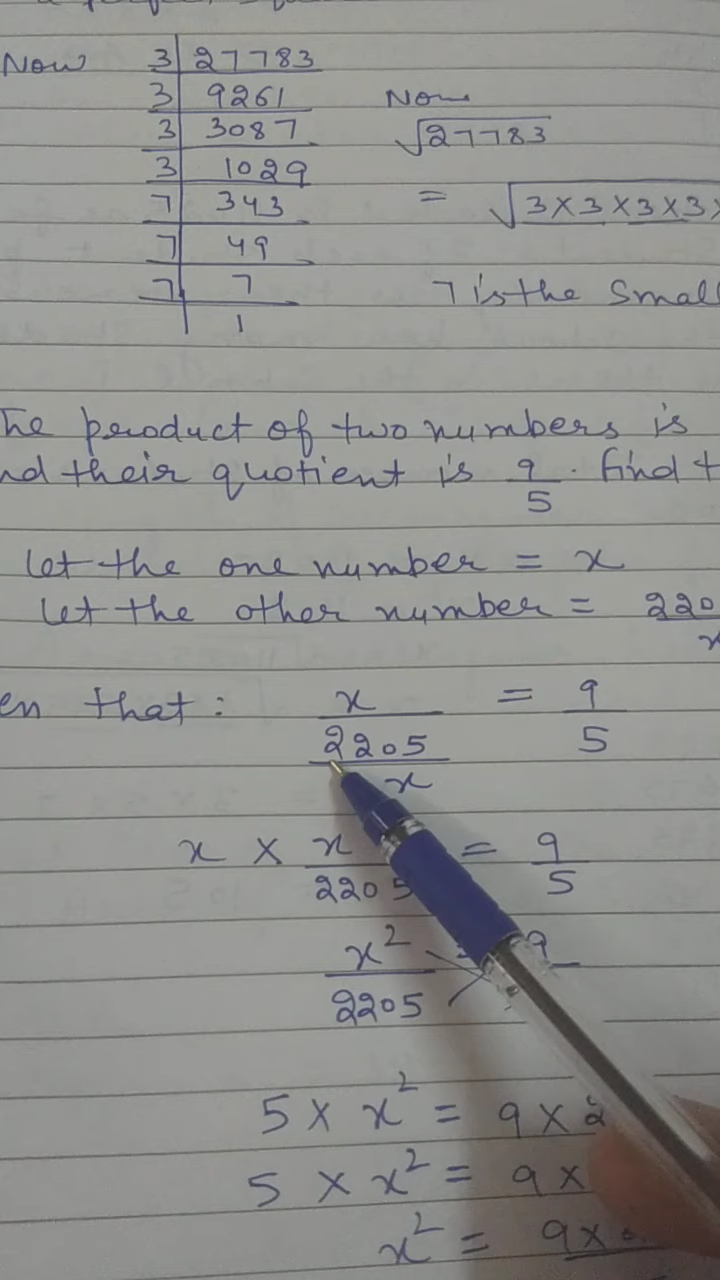 Now 3 | 27783
3 | 9261
3 | 3087
3 | 1029
7 | 343
7 | 49
7 | 7
1
Now
√27783
= √3×3×3×3×
7 is the Small
The product of two numbers is
nd their quotient is 9/5. find t
let the one number = x
let the other number = 220
x
en that: x/(2205/x) = 9/5
x × x/2205 = 9/5
x²/2205 = 9
5 × x² = 9 × 2
5 × x² = 9 ×
x² = 9×